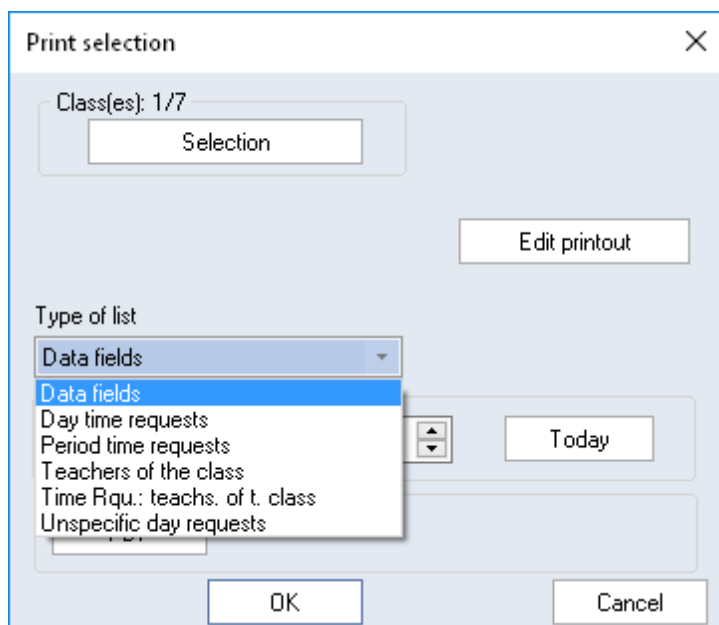 Print selection
Class(es): 1/7
Selection
Edit printout
Type of list
Data fields
Data fields
Day time requests
Period time requests
Teachers of the class
Time Rqu.: teachs. of t. class
Unspecific day requests
Today
OK
Cancel